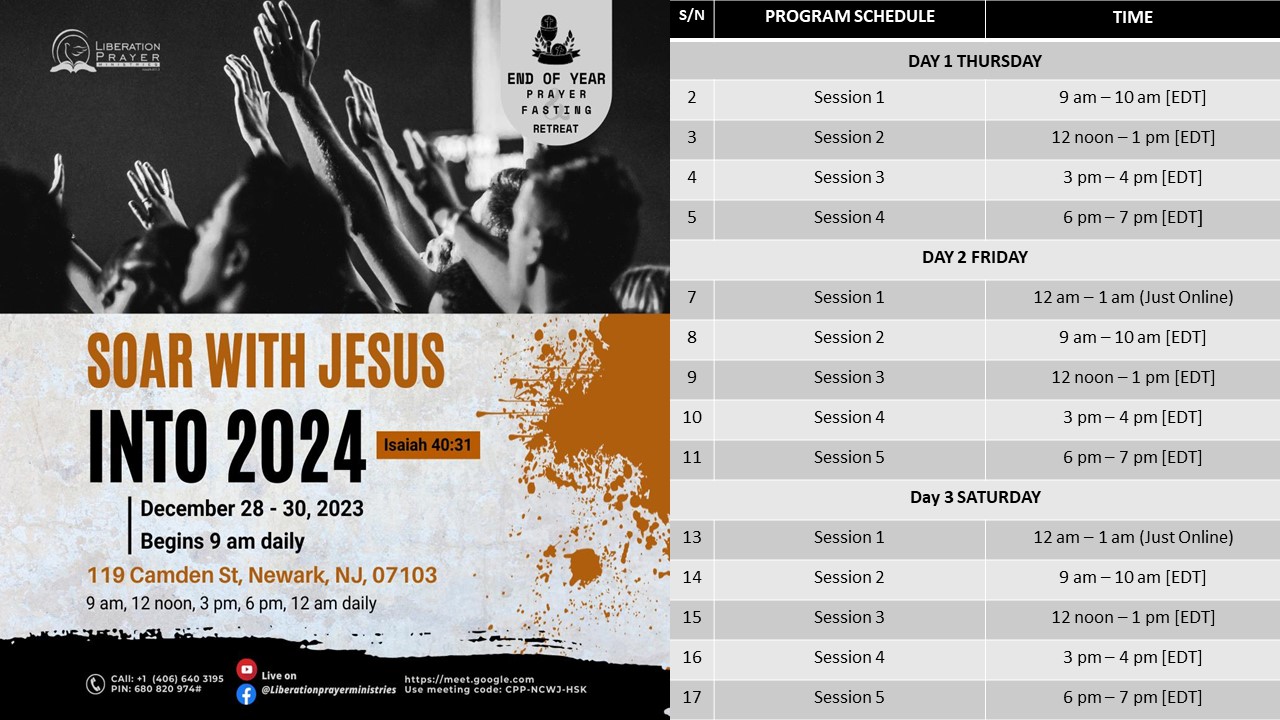 LIBERATION
PRAYER
MINISTRIES
END OF YEAR
PRAYER
&
FASTING
RETREAT
SOAR WITH JESUS
INTO 2024
Isaiah 40:31
December 28 - 30, 2023
Begins 9 am daily
119 Camden St, Newark, NJ, 07103
9 am, 12 noon, 3 pm, 6 pm, 12 am daily
CALL: +1 (406) 640 3195
PIN: 680 820 974#
Live on
@Liberationprayerministries
https://meet.google.com
Use meeting code: CPP-NCWJ-HSK
S/N PROGRAM SCHEDULE TIME
DAY 1 THURSDAY
2 Session 1 9 am – 10 am [EDT]
3 Session 2 12 noon – 1 pm [EDT]
4 Session 3 3 pm – 4 pm [EDT]
5 Session 4 6 pm – 7 pm [EDT]
DAY 2 FRIDAY
7 Session 1 12 am – 1 am (Just Online)
8 Session 2 9 am – 10 am [EDT]
9 Session 3 12 noon – 1 pm [EDT]
10 Session 4 3 pm – 4 pm [EDT]
11 Session 5 6 pm – 7 pm [EDT]
Day 3 SATURDAY
13 Session 1 12 am – 1 am (Just Online)
14 Session 2 9 am – 10 am [EDT]
15 Session 3 12 noon – 1 pm [EDT]
16 Session 4 3 pm – 4 pm [EDT]
17 Session 5 6 pm – 7 pm [EDT]